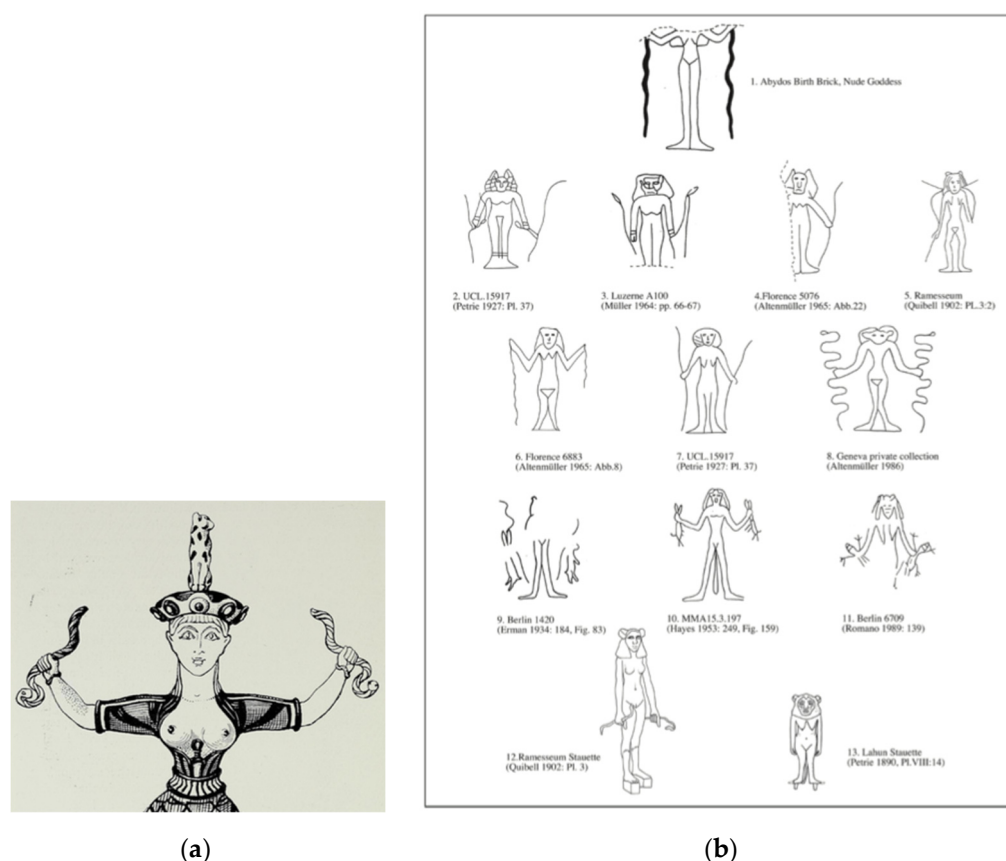 1. Abydos Birth Brick, Nude Goddess
2. UCL.15917
(Petrie 1927: Pl. 37)
3. Luzerne A100
(Müller 1964: pp. 66-67)
4.Florence 5076
(Altenmüller 1965: Abb.22)
5. Ramesseum
(Quibell 1902: PL.3:2)
6. Florence 6883
(Altenmüller 1965: Abb.8)
7. UCL.15917
(Petrie 1927: Pl. 37)
8. Geneva private collection
(Altenmüller 1986)
9. Berlin 1420
(Erman 1934: 184, Fig. 83)
10. MMA15.3.197
(Hayes 1953: 249, Fig. 159)
11. Berlin 6709
(Romano 1989: 139)
12.Ramesseum Stauette
(Quibell 1902: Pl. 3)
13. Lahun Stauette
(Petrie 1890, Pl.VIII:14)
(a)
(b)